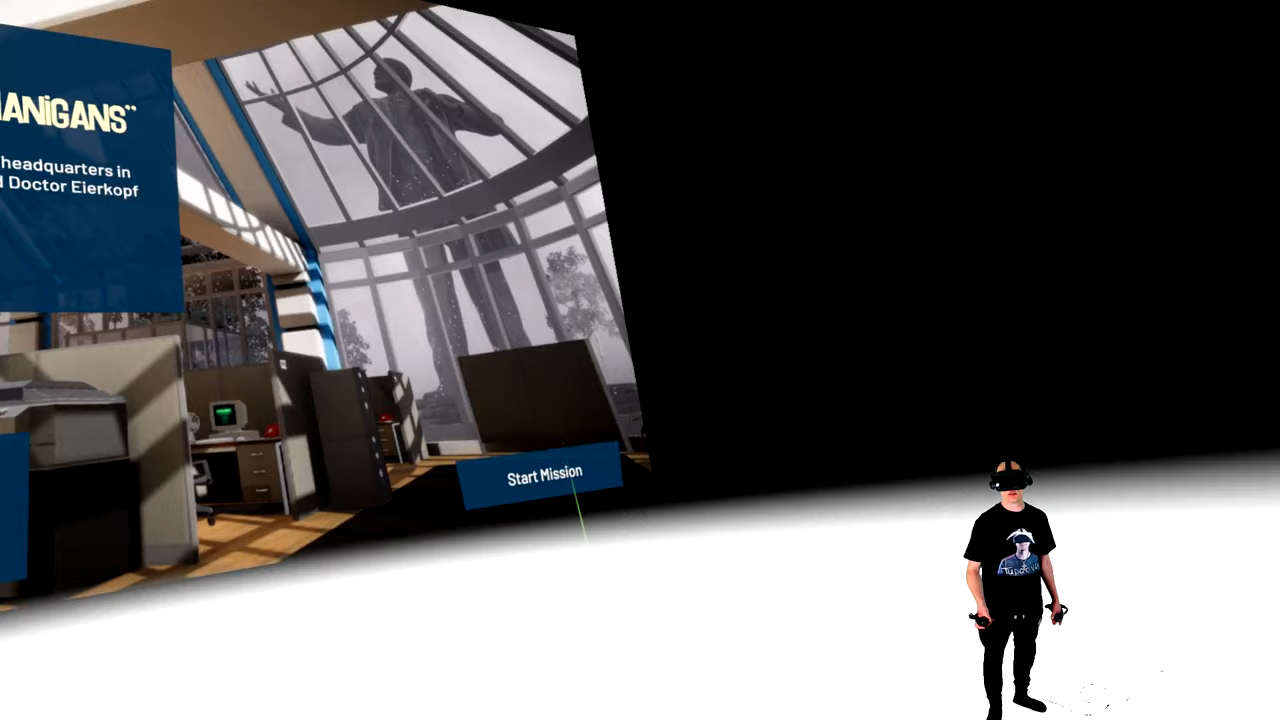 ANiGANS"
headquarters in
Doctor Eierkopf
Start Mission